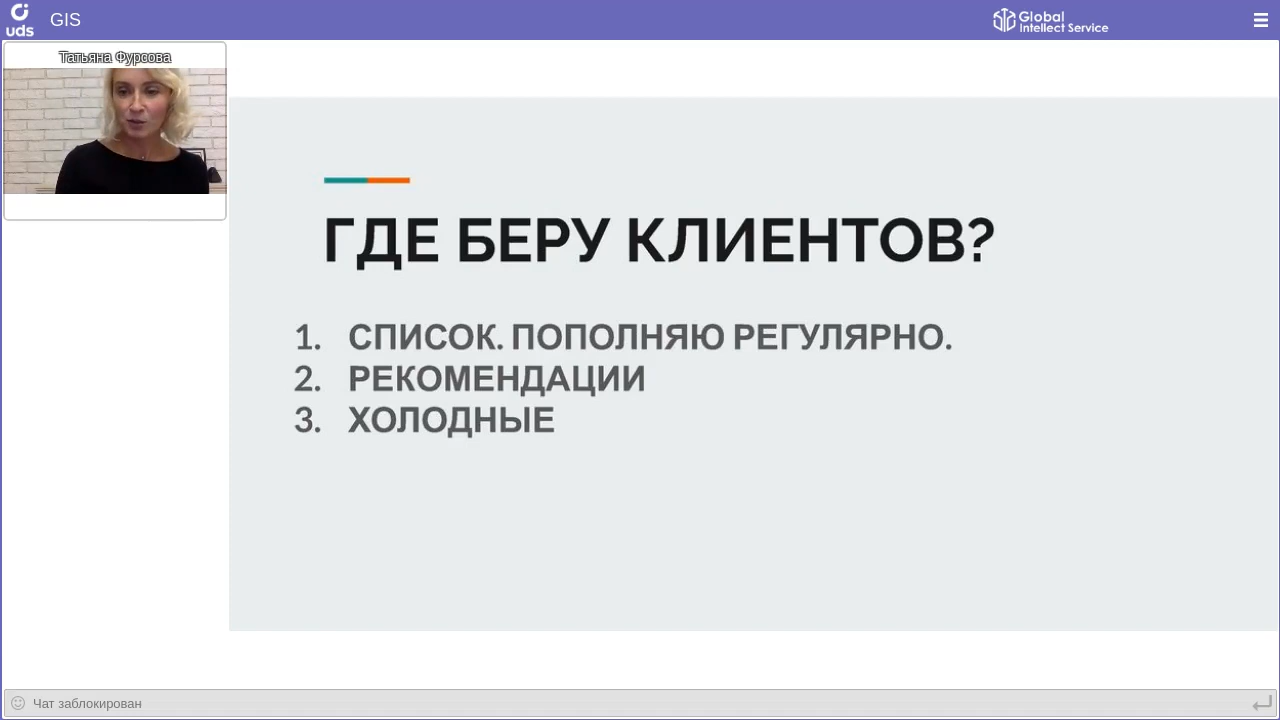 uds
GIS
Global
Intellect Service
Татьяна Фурсова
ГДЕ БЕРУ КЛИЕНТОВ?
1. СПИСОК. ПОПОЛНЯЮ РЕГУЛЯРНО.
2. РЕКОМЕНДАЦИИ
3. ХОЛОДНЫЕ
Чат заблокирован